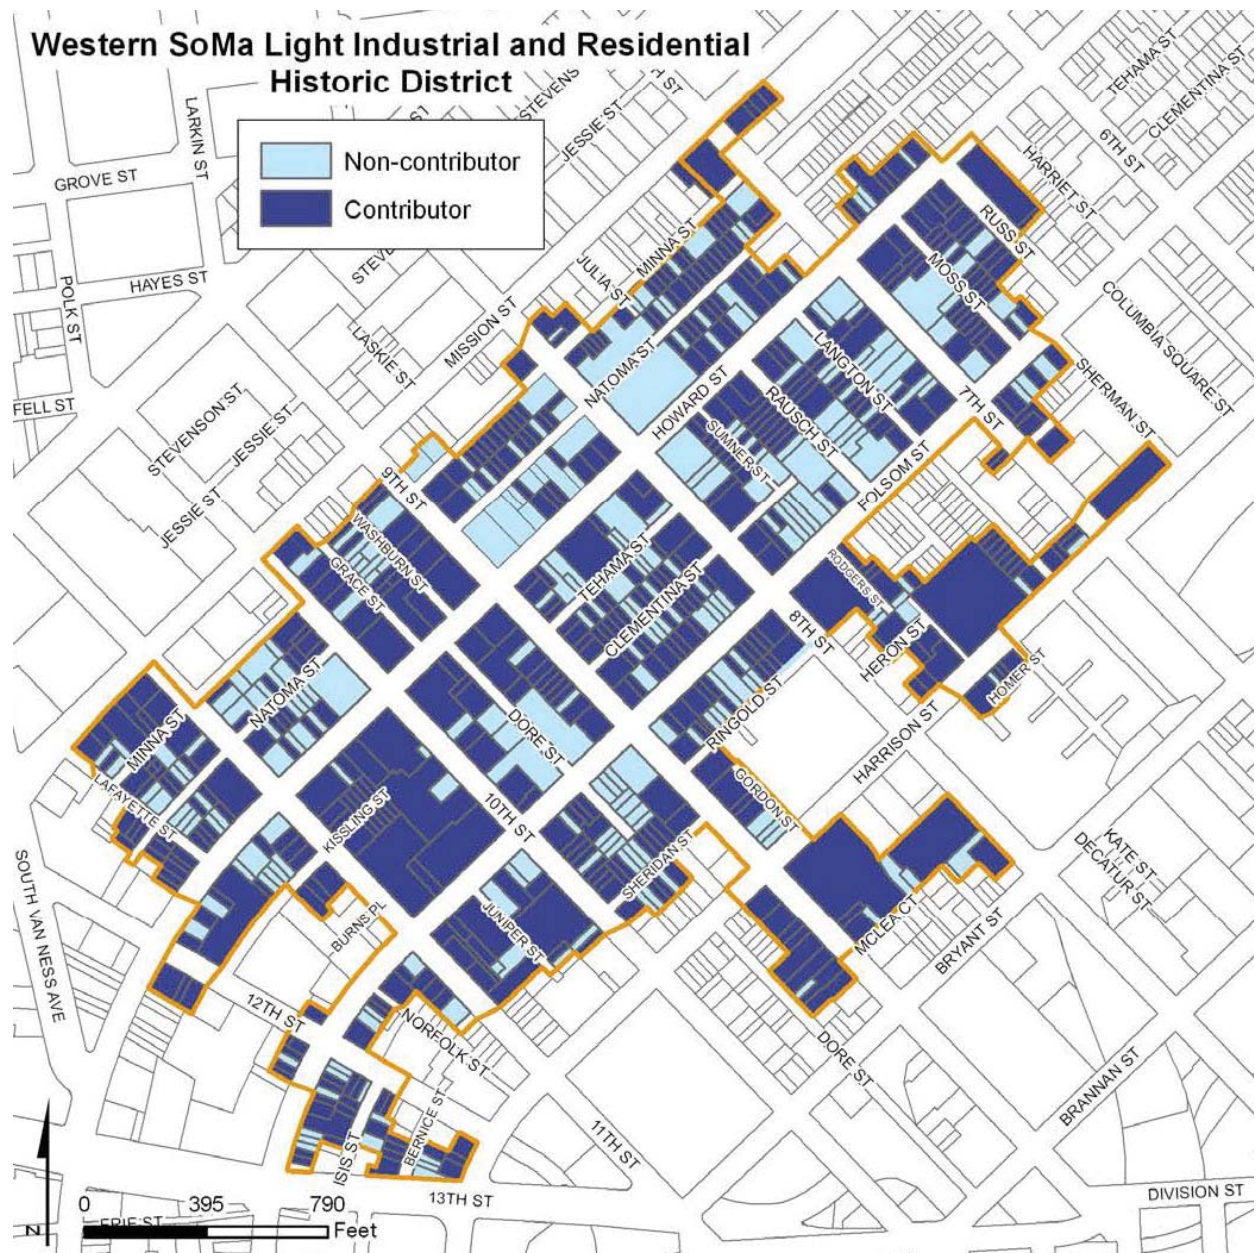 Western SoMa Light Industrial and Residential
Historic District
Non-contributor
Contributor
TEHAMA ST
CLEMENTINA ST
6TH ST
HARRIET ST
LARKIN ST
GROVE ST
HAYES ST
POLK ST
FELL ST
JESSIE ST
JULIA ST
MINNA ST
MISSION ST
LASKIE ST
STEVENSON ST
JESSIE ST
JESSIE ST
RUSS ST
MOSS ST
COLUMBIA SQUARE ST
SHERMAN ST
7TH ST
LANGTON ST
RAUSCH ST
SUMNER ST
NATOMA ST
HOWARD ST
FOLSOM ST
9TH ST
WASHBURN ST
GRACE ST
TEHAMA ST
CLEMENTINA ST
RODGERS ST
8TH ST
HERON ST
HOMER ST
HARRISON ST
RINGOLD ST
GORDON ST
NATOMA ST
MINNA ST
LAFAYETTE ST
DORE ST
10TH ST
KISSLING ST
SHERIDAN ST
JUNIPER ST
BURNS PL
SOUTH VAN NESS AVE
12TH ST
NORFOLK ST
ISIS ST
BERNICE ST
11TH ST
13TH ST
MCLEA CT
BRYANT ST
KATE ST
DECATUR ST
DORE ST
BRANNAN ST
DIVISION ST
ERIE ST
0 395 790
Feet
N